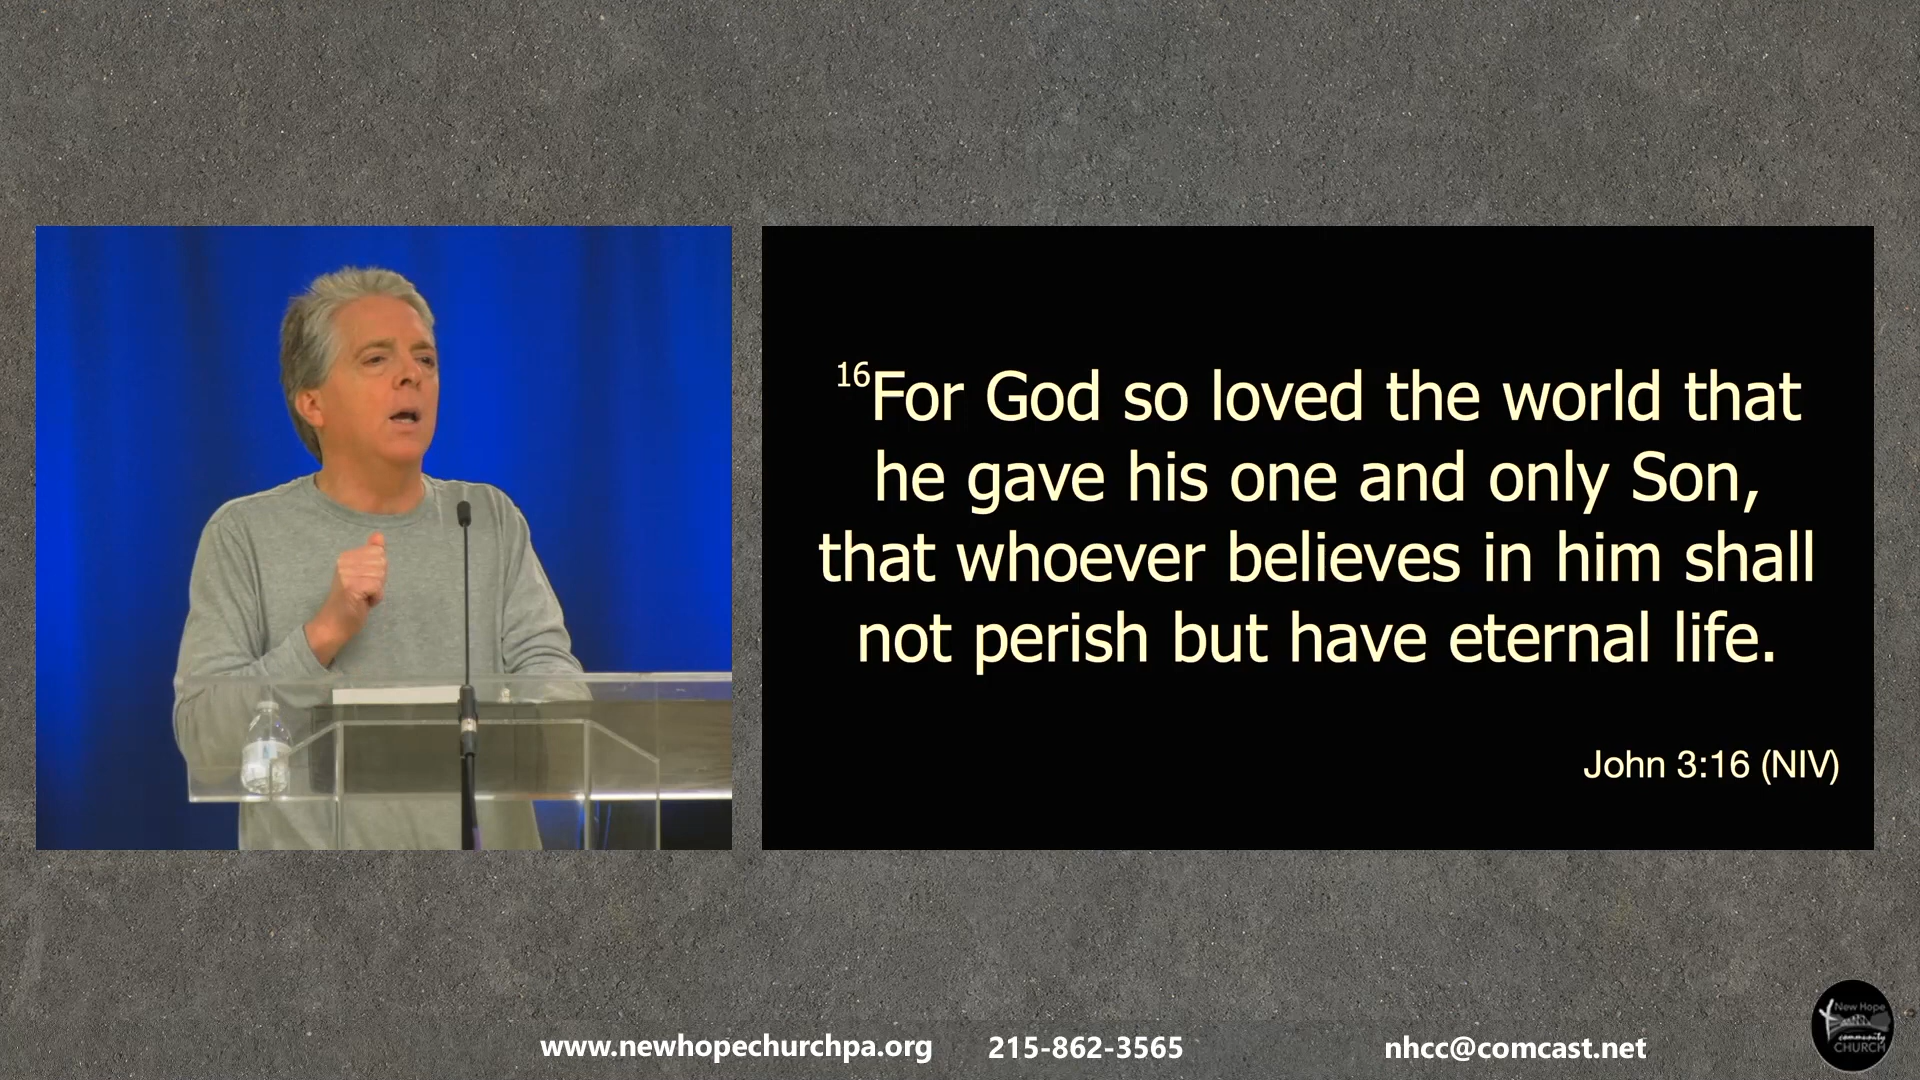 16For God so loved the world that
he gave his one and only Son,
that whoever believes in him shall
not perish but have eternal life.
John 3:16 (NIV)
www.newhopechurchpa.org 215-862-3565 nhcc@comcast.net
New Hope
community
CHURCH